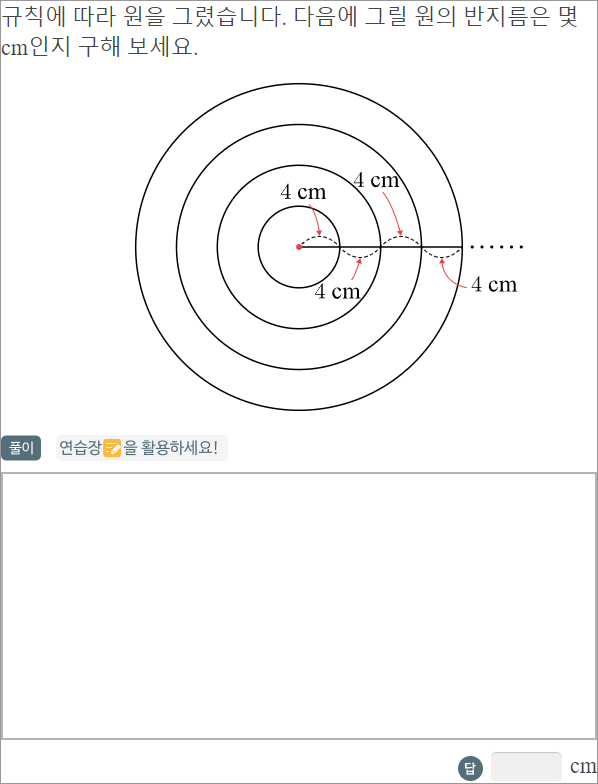 규칙에 따라 원을 그렸습니다. 다음에 그릴 원의 반지름은 몇
cm인지 구해 보세요.
4 cm
4 cm
4 cm
4 cm
풀이 연습장을 활용하세요!
답 cm